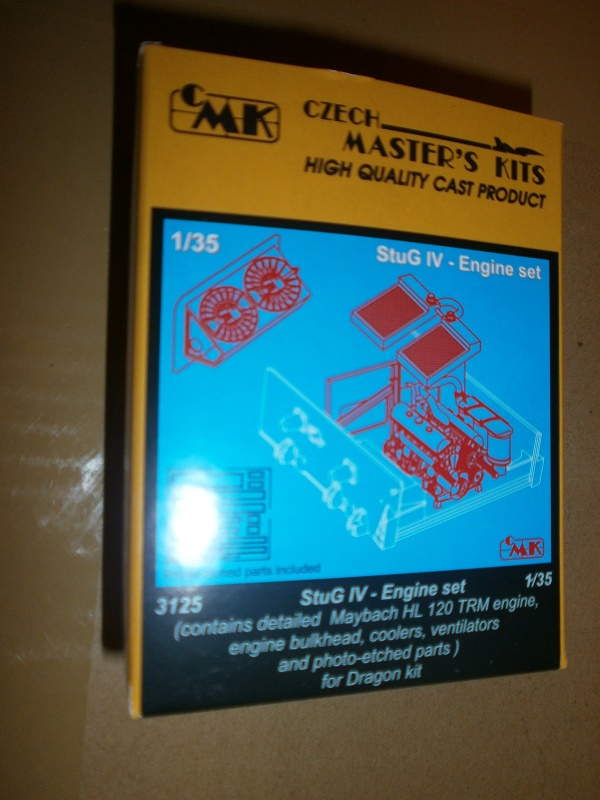 CMK
CZECH
MASTER'S KITS
HIGH QUALITY CAST PRODUCT
1/35
StuG IV - Engine set
parts included
CMK
3125
StuG IV - Engine set
1/35
(contains detailed Maybach HL 120 TRM engine,
engine bulkhead, coolers, ventilators
and photo-etched parts )
for Dragon kit